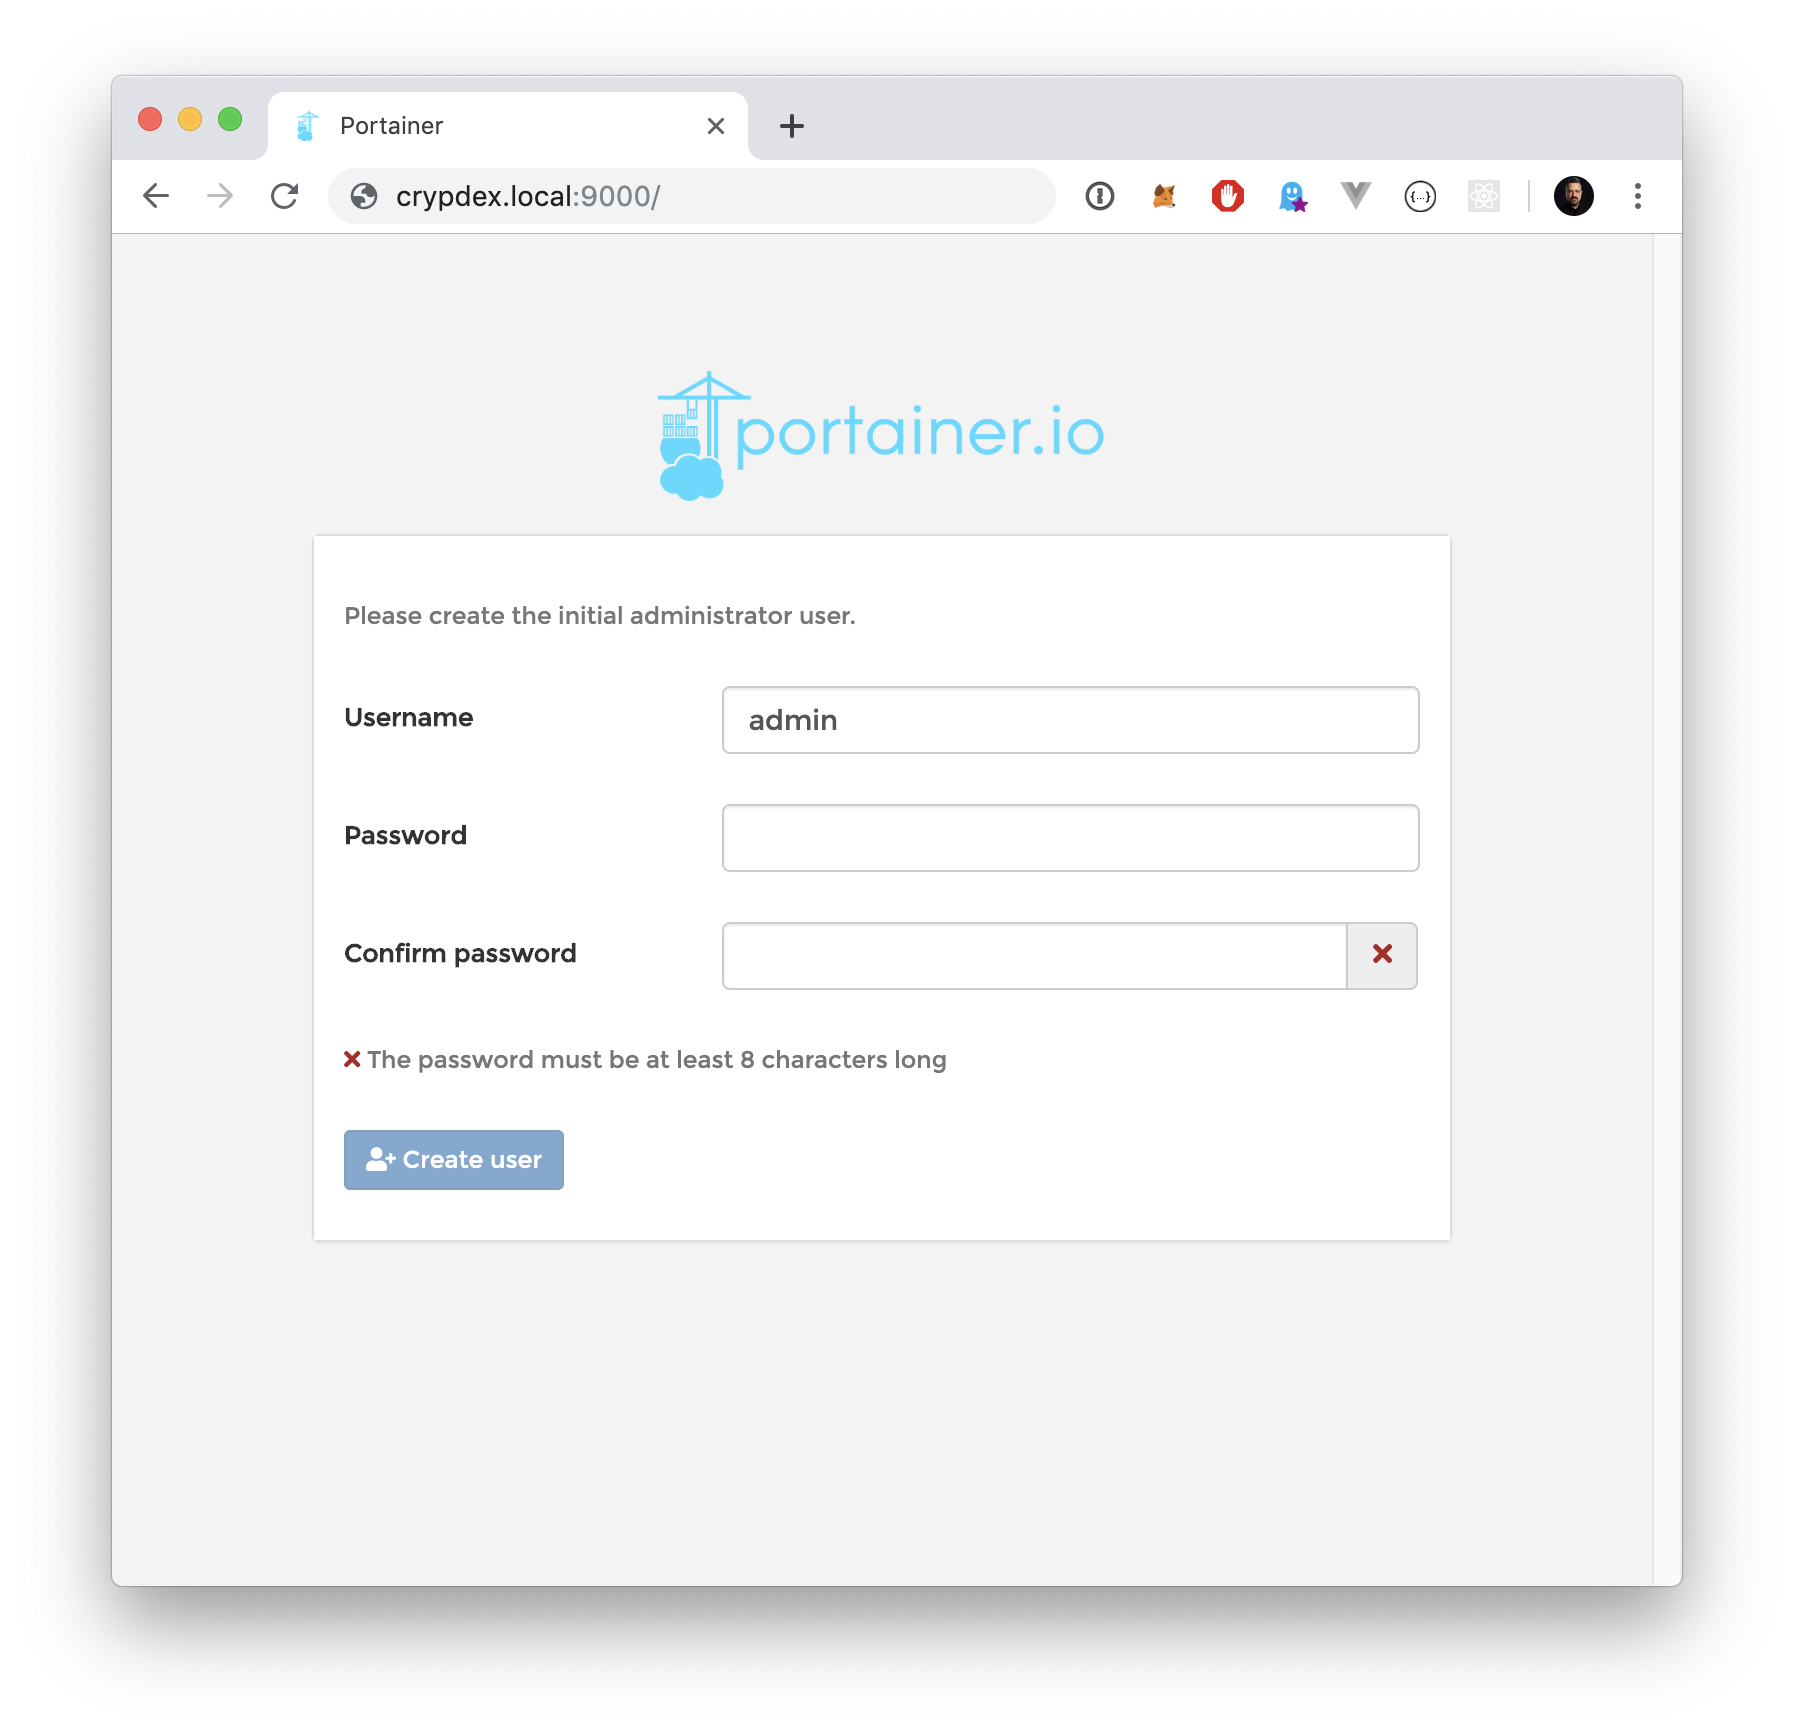 Portainer
crypdex.local:9000/
portainer.io
Please create the initial administrator user.
Username
admin
Password
Confirm password
The password must be at least 8 characters long
Create user